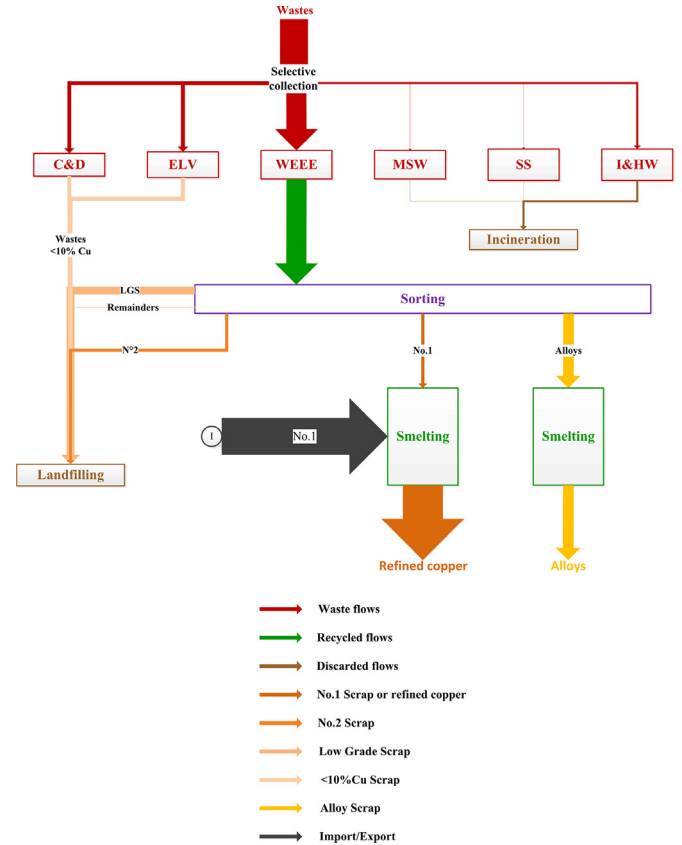 Wastes
Selective
collection
C&D
ELV
WEEE
MSW
SS
I&HW
Wastes
<10% Cu
Incineration
LGS
Sorting
Remainders
N°2
No.1
Alloys
1
No.1
Smelting
Smelting
Landfilling
Refined copper
Alloys
Waste flows
Recycled flows
Discarded flows
No.1 Scrap or refined copper
No.2 Scrap
Low Grade Scrap
<10%Cu Scrap
Alloy Scrap
Import/Export